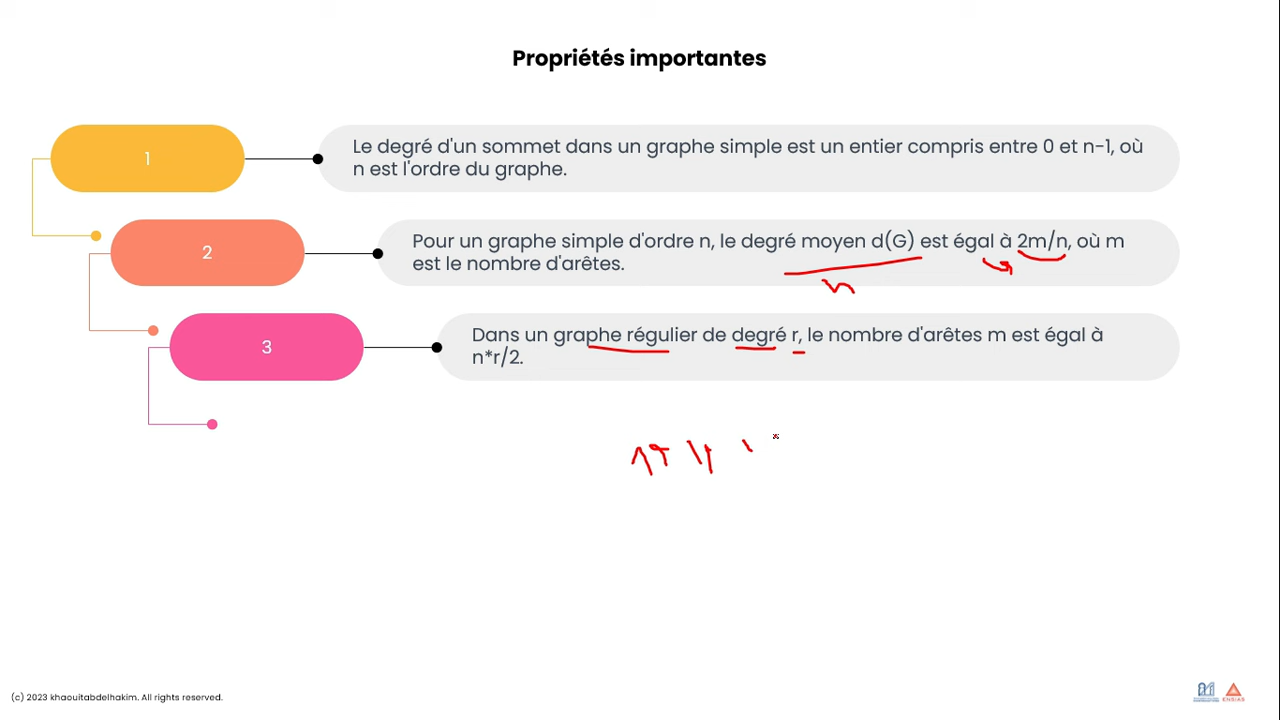 Propriétés importantes
1
Le degré d'un sommet dans un graphe simple est un entier compris entre 0 et n-1, où
n est l'ordre du graphe.
2
Pour un graphe simple d'ordre n, le degré moyen d(G) est égal à 2m/n, où m
est le nombre d'arêtes.
n
3
Dans un graphe régulier de degré r, le nombre d'arêtes m est égal à
n*r/2.
(c) 2023 khaouitabdelhakim. All rights reserved.
ENSIAS